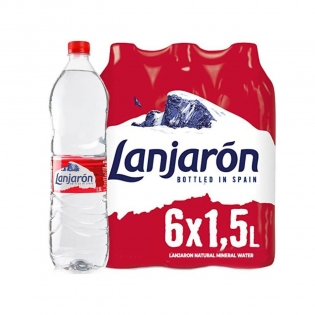 Lanjarón
Lanjarón
BOTTLED IN SPAIN
6x1,5L
LANJARON NATURAL MINERAL WATER